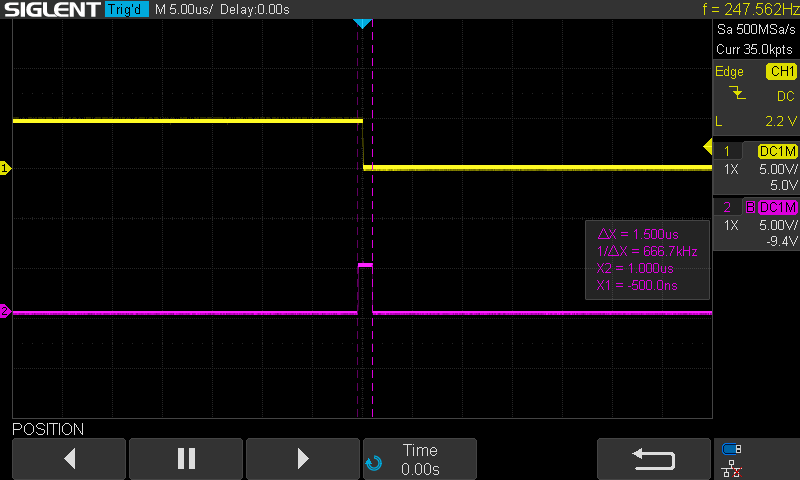 SIGLENT Trig'd M 5.00us/ Delay:0.00s f = 247.562Hz
Sa 500MSa/s
Curr 35.0kpts
Edge CH1
DC
L 2.2 V
1 DC1M
1X 5.00V/
5.0V
2 B DC1M
1X 5.00V/
-9.4V
1
2
△X = 1.500us
1/△X = 666.7kHz
X2 = 1.000us
X1 = -500.0ns
POSITION
Time
0.00s